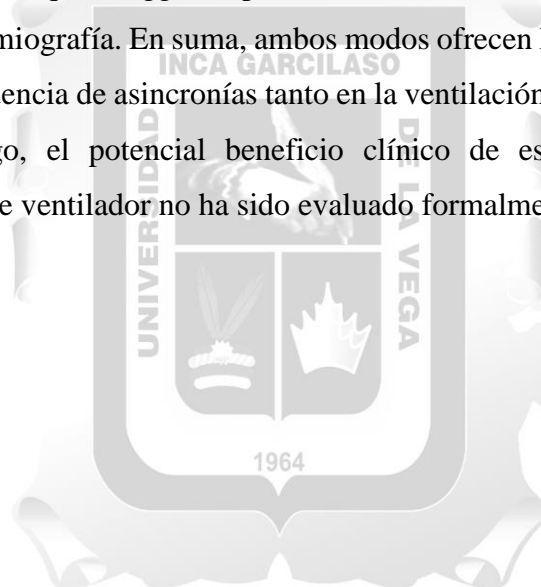 miografía. En suma, ambos modos ofrecen
INCA GARCILASO
dencia de asincronías tanto en la ventilación
UNIVERSIDAD
DE LA VEGA
go, el potencial beneficio clínico de es
e ventilador no ha sido evaluado formalme
1964